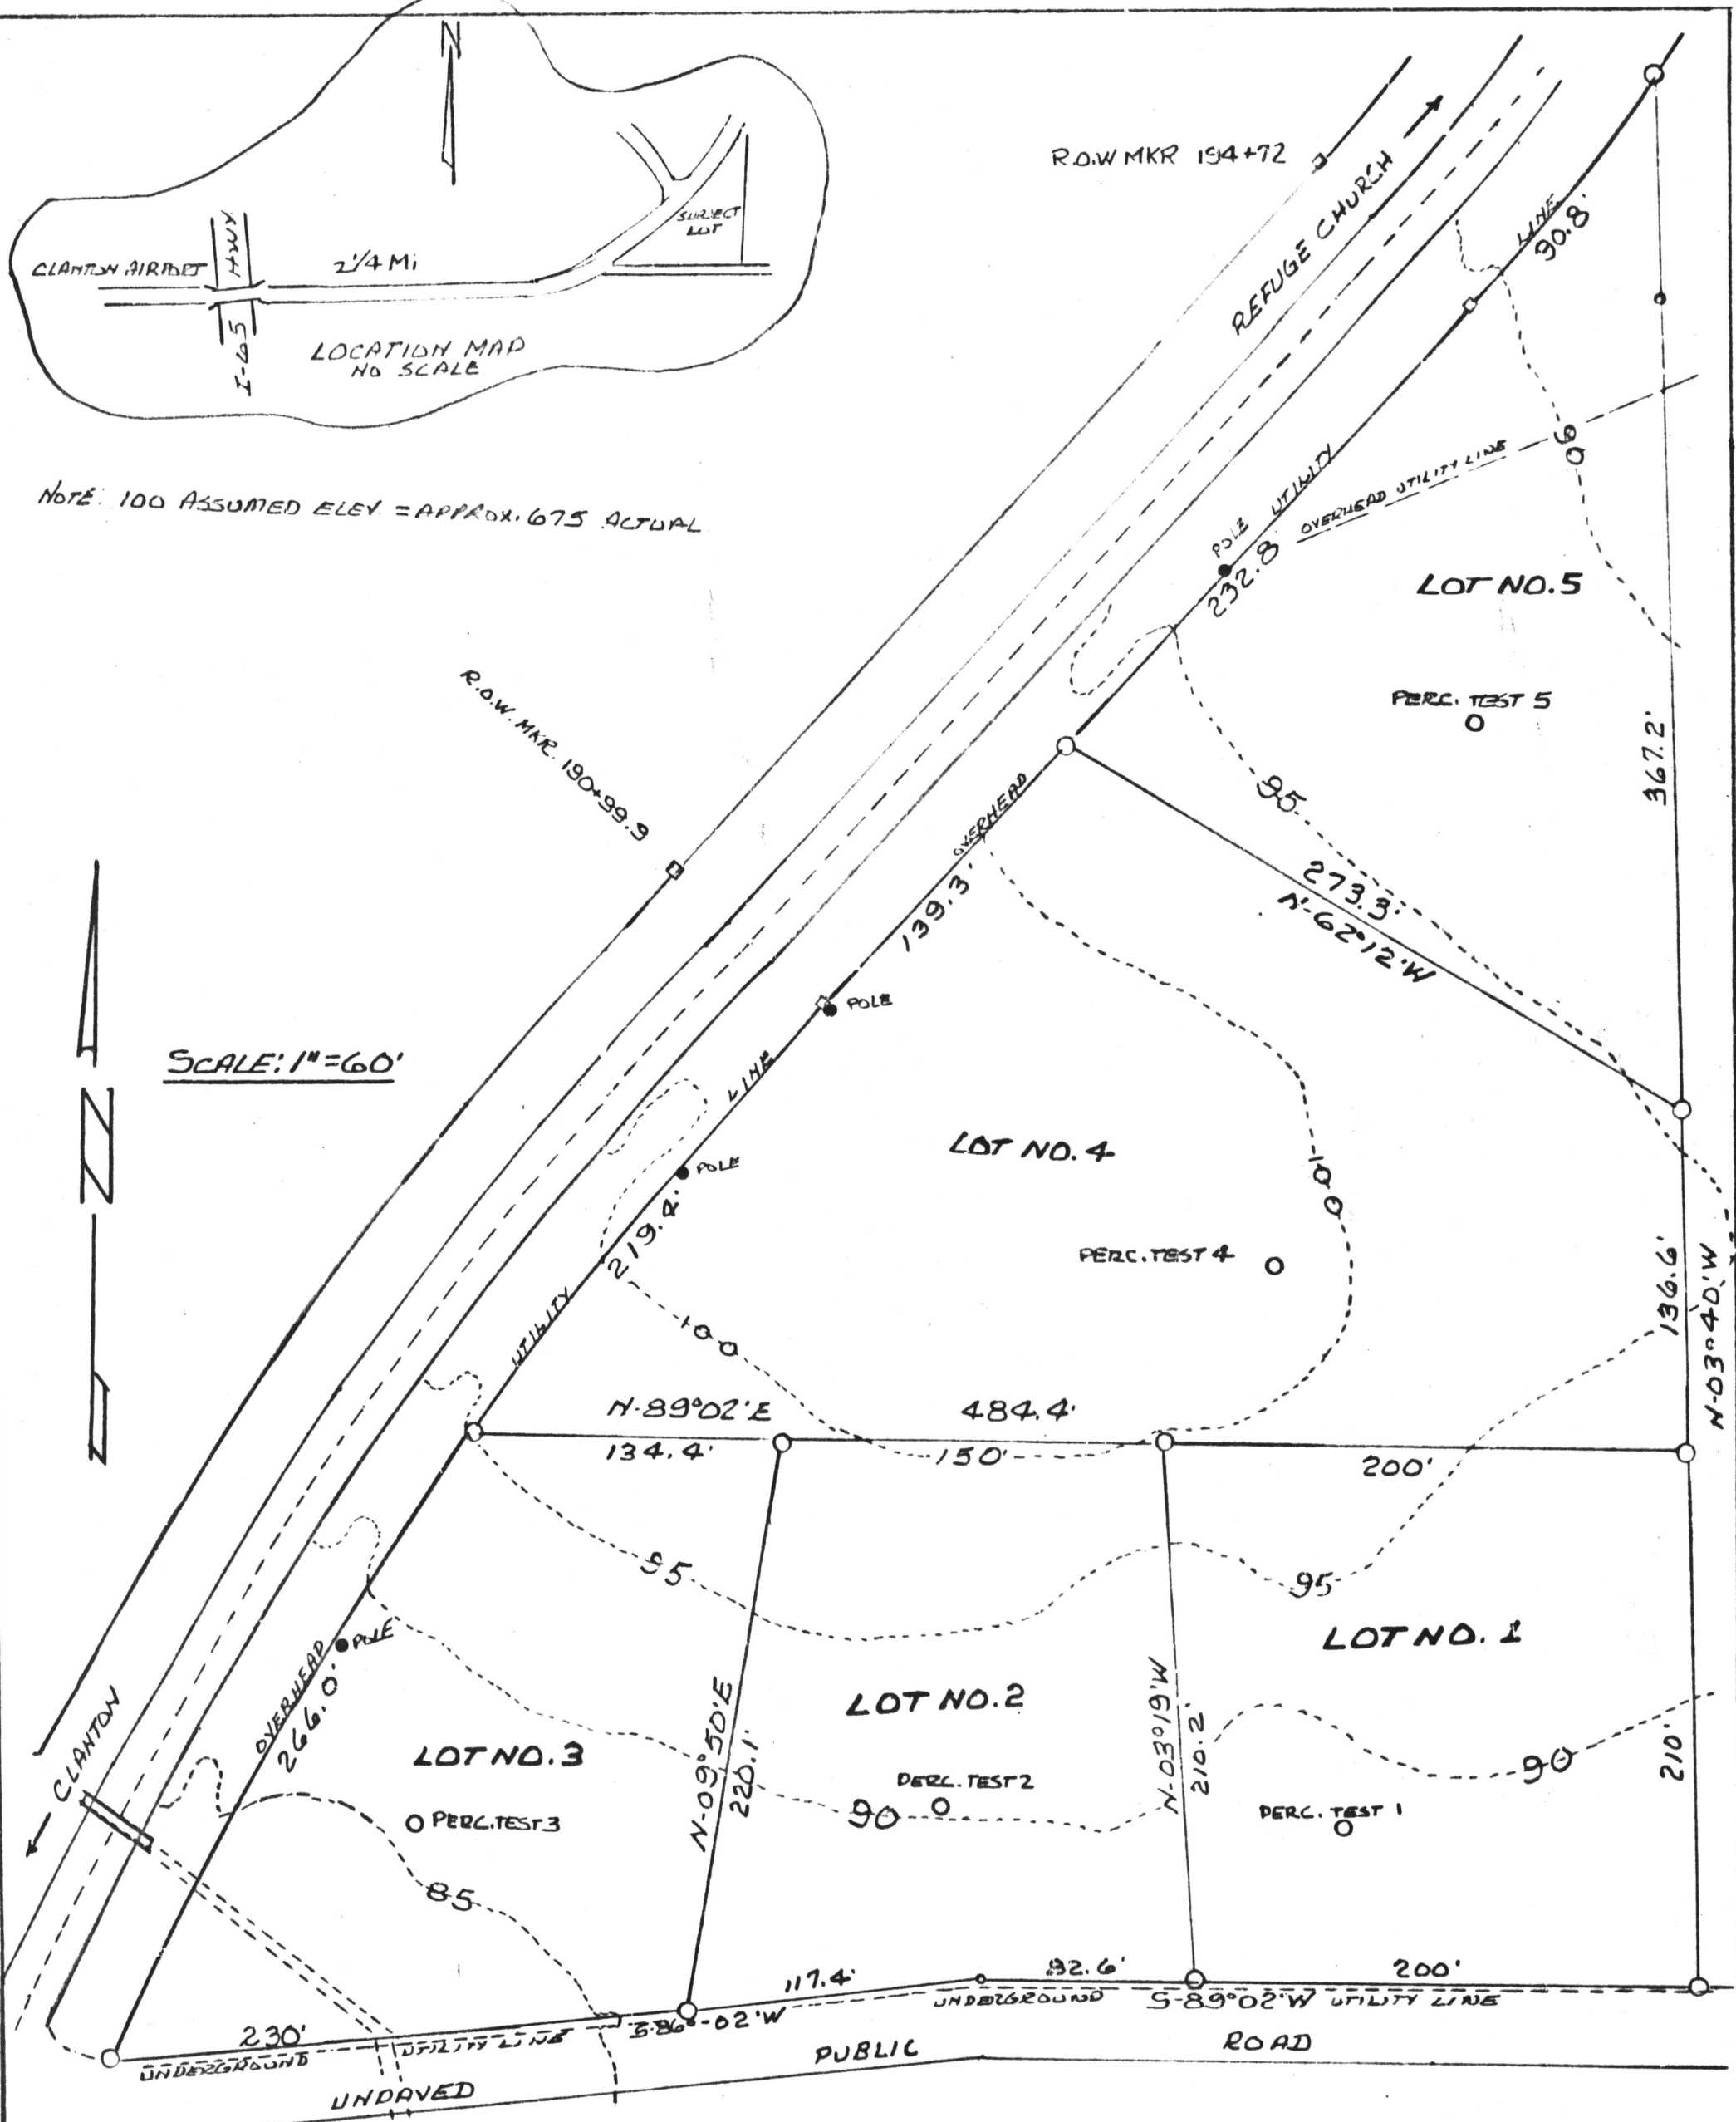 N
CLANTON AIRPORT
HWY
I-65
2 1/4 Mi
SUBJECT
LOT
LOCATION MAP
NO SCALE
NOTE: 100 ASSUMED ELEV = APPROX. 675 ACTUAL
R.O.W MKR 194+72
REFUGE CHURCH
LINE
90.8'
90
UTILITY
OVERHEAD UTILITY LINE
POLE
232.8
LOT NO. 5
PERC. TEST 5
367.2'
R.O.W. MKR. 190+99.9
95
OVERHEAD
139.3'
273.3'
N-62°12'W
POLE
N
SCALE: 1"=60'
LINE
LOT NO. 4
POLE
219.4'
100
PERC. TEST 4
136.6'
N-03°40'W
UTILITY
100
N-89°02'E
484.4'
134.4'
150'
200'
95
95
LOT NO. 1
POLE
OVERHEAD
266.0'
CLANTON
LOT NO. 3
N-09°50'E
220.1'
LOT NO. 2
N-03°19'W
210.2'
90
210'
PERC. TEST 2
90
PERC. TEST 1
PERC. TEST 3
85
117.4'
92.6'
200'
UNDERGROUND
S-89°02'W UTILITY LINE
S-86°-02'W
230'
UNDERGROUND
UTILITY LINE
UNPAVED
PUBLIC
ROAD